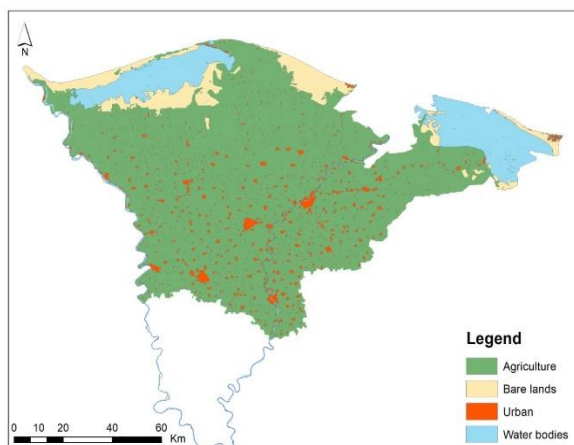 N
Legend
Agriculture
Bare lands
Urban
Water bodies
0 10 20 40 60
Km